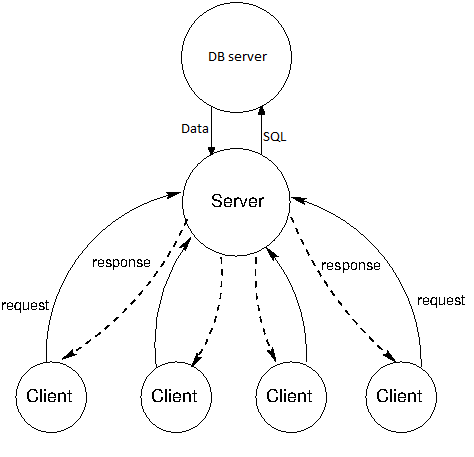 DB server
Data
SQL
Server
response
response
request
request
Client
Client
Client
Client